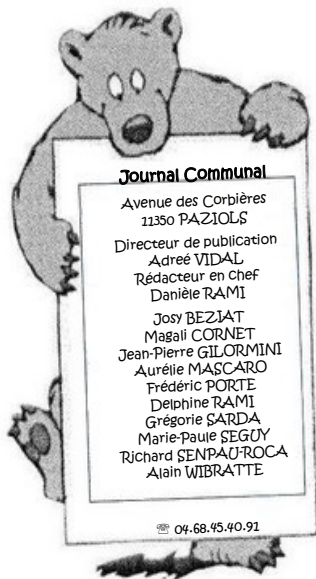 Journal Communal
Avenue des Corbières
11350 PAZIOLS
Directeur de publication
Adreé VIDAL
Rédacteur en chef
Danièle RAMI
Josy BEZIAT
Magali CORNET
Jean-Pierre GILORMINI
Aurélie MASCARO
Frédéric PORTE
Delphine RAMI
Grégorie SARDA
Marie-Paule SEGUY
Richard SENPAU-ROCA
Alain WIBRATTE
☏ 04.68.45.40.91